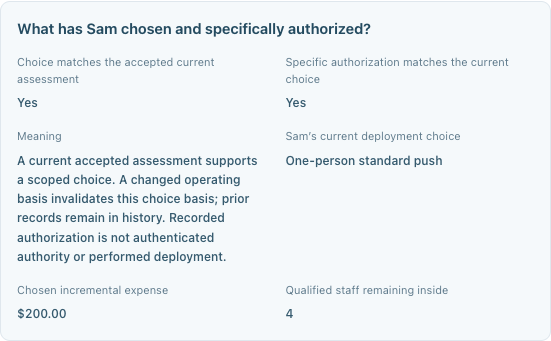 What has Sam chosen and specifically authorized?
Choice matches the accepted current
assessment
Yes
Specific authorization matches the current
choice
Yes
Meaning
A current accepted assessment supports
a scoped choice. A changed operating
basis invalidates this choice basis; prior
records remain in history. Recorded
authorization is not authenticated
authority or performed deployment.
Sam's current deployment choice
One-person standard push
Chosen incremental expense
$200.00
Qualified staff remaining inside
4